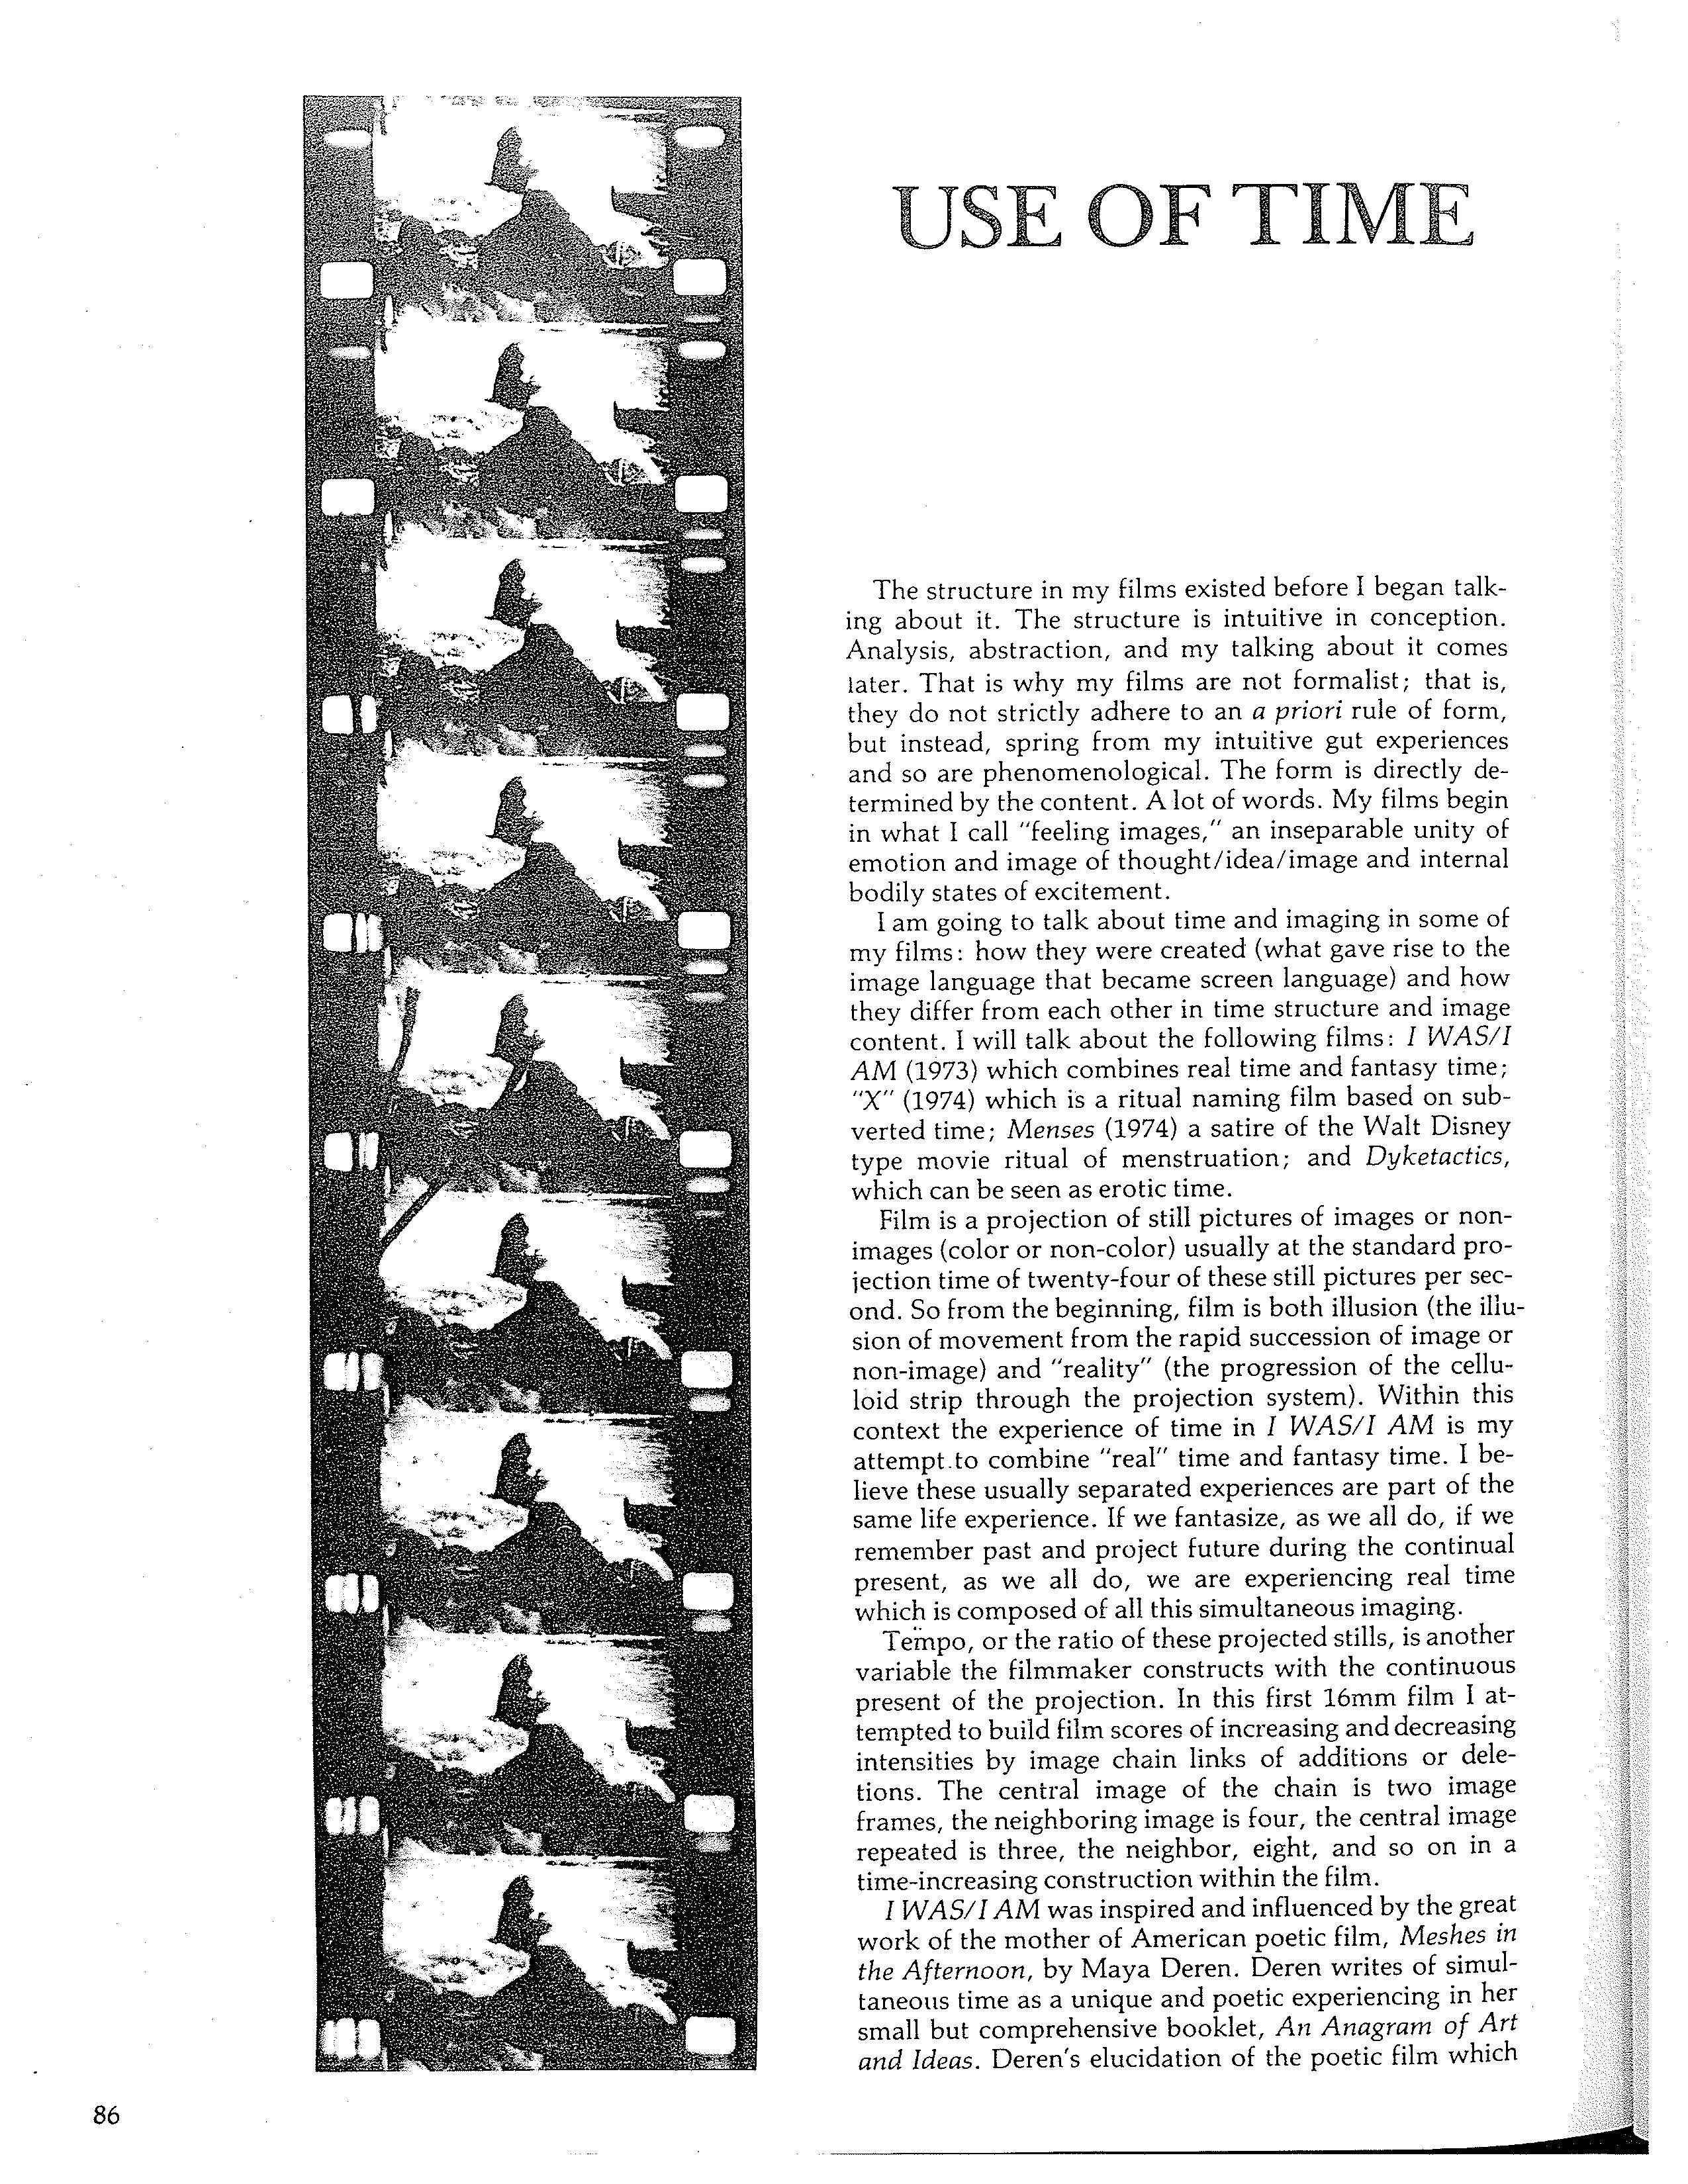 USE OF TIME
The structure in my films existed before I began talk-
ing about it. The structure is intuitive in conception.
Analysis, abstraction, and my talking about it comes
later. That is why my films are not formalist; that is,
they do not strictly adhere to an a priori rule of form,
but instead, spring from my intuitive gut experiences
and so are phenomenological. The form is directly de-
termined by the content. A lot of words. My films begin
in what I call "feeling images," an inseparable unity of
emotion and image of thought/idea/image and internal
bodily states of excitement.
I am going to talk about time and imaging in some of
my films: how they were created (what gave rise to the
image language that became screen language) and how
they differ from each other in time structure and image
content. I will talk about the following films: I WAS/I
AM (1973) which combines real time and fantasy time;
"X" (1974) which is a ritual naming film based on sub-
verted time; Menses (1974) a satire of the Walt Disney
type movie ritual of menstruation; and Dyketactics,
which can be seen as erotic time.
Film is a projection of still pictures of images or non-
images (color or non-color) usually at the standard pro-
jection time of twenty-four of these still pictures per sec-
ond. So from the beginning, film is both illusion (the illu-
sion of movement from the rapid succession of image or
non-image) and "reality" (the progression of the cellu-
loid strip through the projection system). Within this
context the experience of time in I WAS/I AM is my
attempt to combine "real" time and fantasy time. I be-
lieve these usually separated experiences are part of the
same life experience. If we fantasize, as we all do, if we
remember past and project future during the continual
present, as we all do, we are experiencing real time
which is composed of all this simultaneous imaging.
Tempo, or the ratio of these projected stills, is another
variable the filmmaker constructs with the continuous
present of the projection. In this first 16mm film I at-
tempted to build film scores of increasing and decreasing
intensities by image chain links of additions or dele-
tions. The central image of the chain is two image
frames, the neighboring image is four, the central image
repeated is three, the neighbor, eight, and so on in a
time-increasing construction within the film.
I WAS/I AM was inspired and influenced by the great
work of the mother of American poetic film, Meshes in
the Afternoon, by Maya Deren. Deren writes of simul-
taneous time as a unique and poetic experiencing in her
small but comprehensive booklet, An Anagram of Art
and Ideas. Deren's elucidation of the poetic film which
86